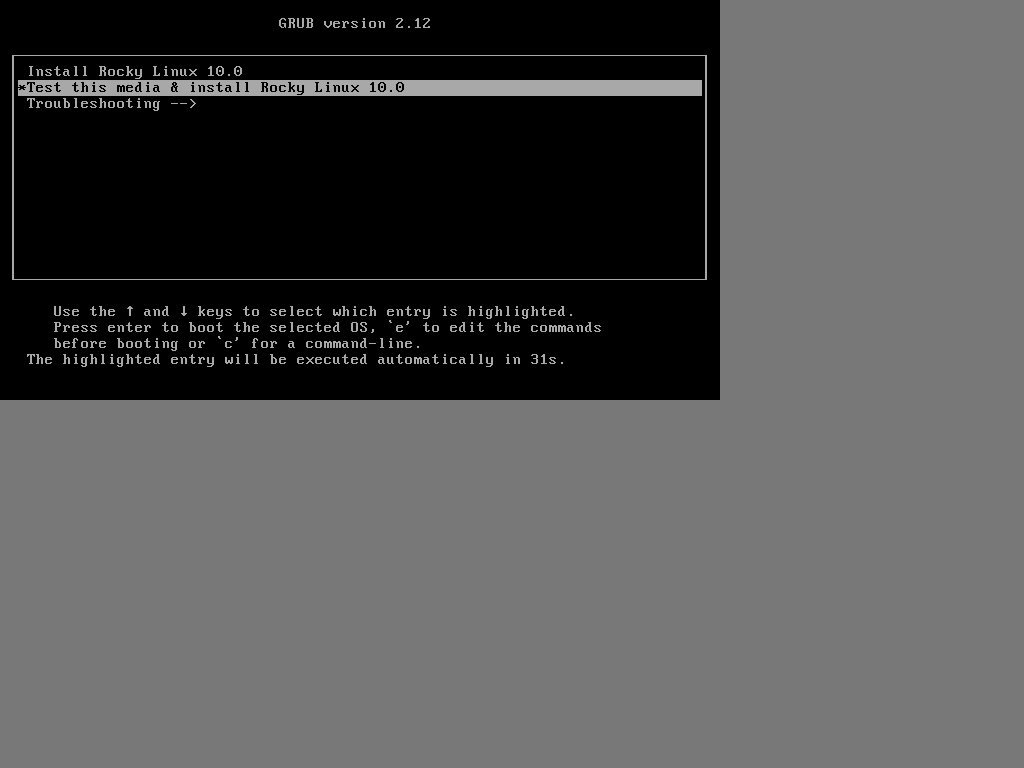 GRUB version 2.12
Install Rocky Linux 10.0
*Test this media & install Rocky Linux 10.0
Troubleshooting -->
Use the ↑ and ↓ keys to select which entry is highlighted.
Press enter to boot the selected OS, `e' to edit the commands
before booting or `c' for a command-line.
The highlighted entry will be executed automatically in 31s.